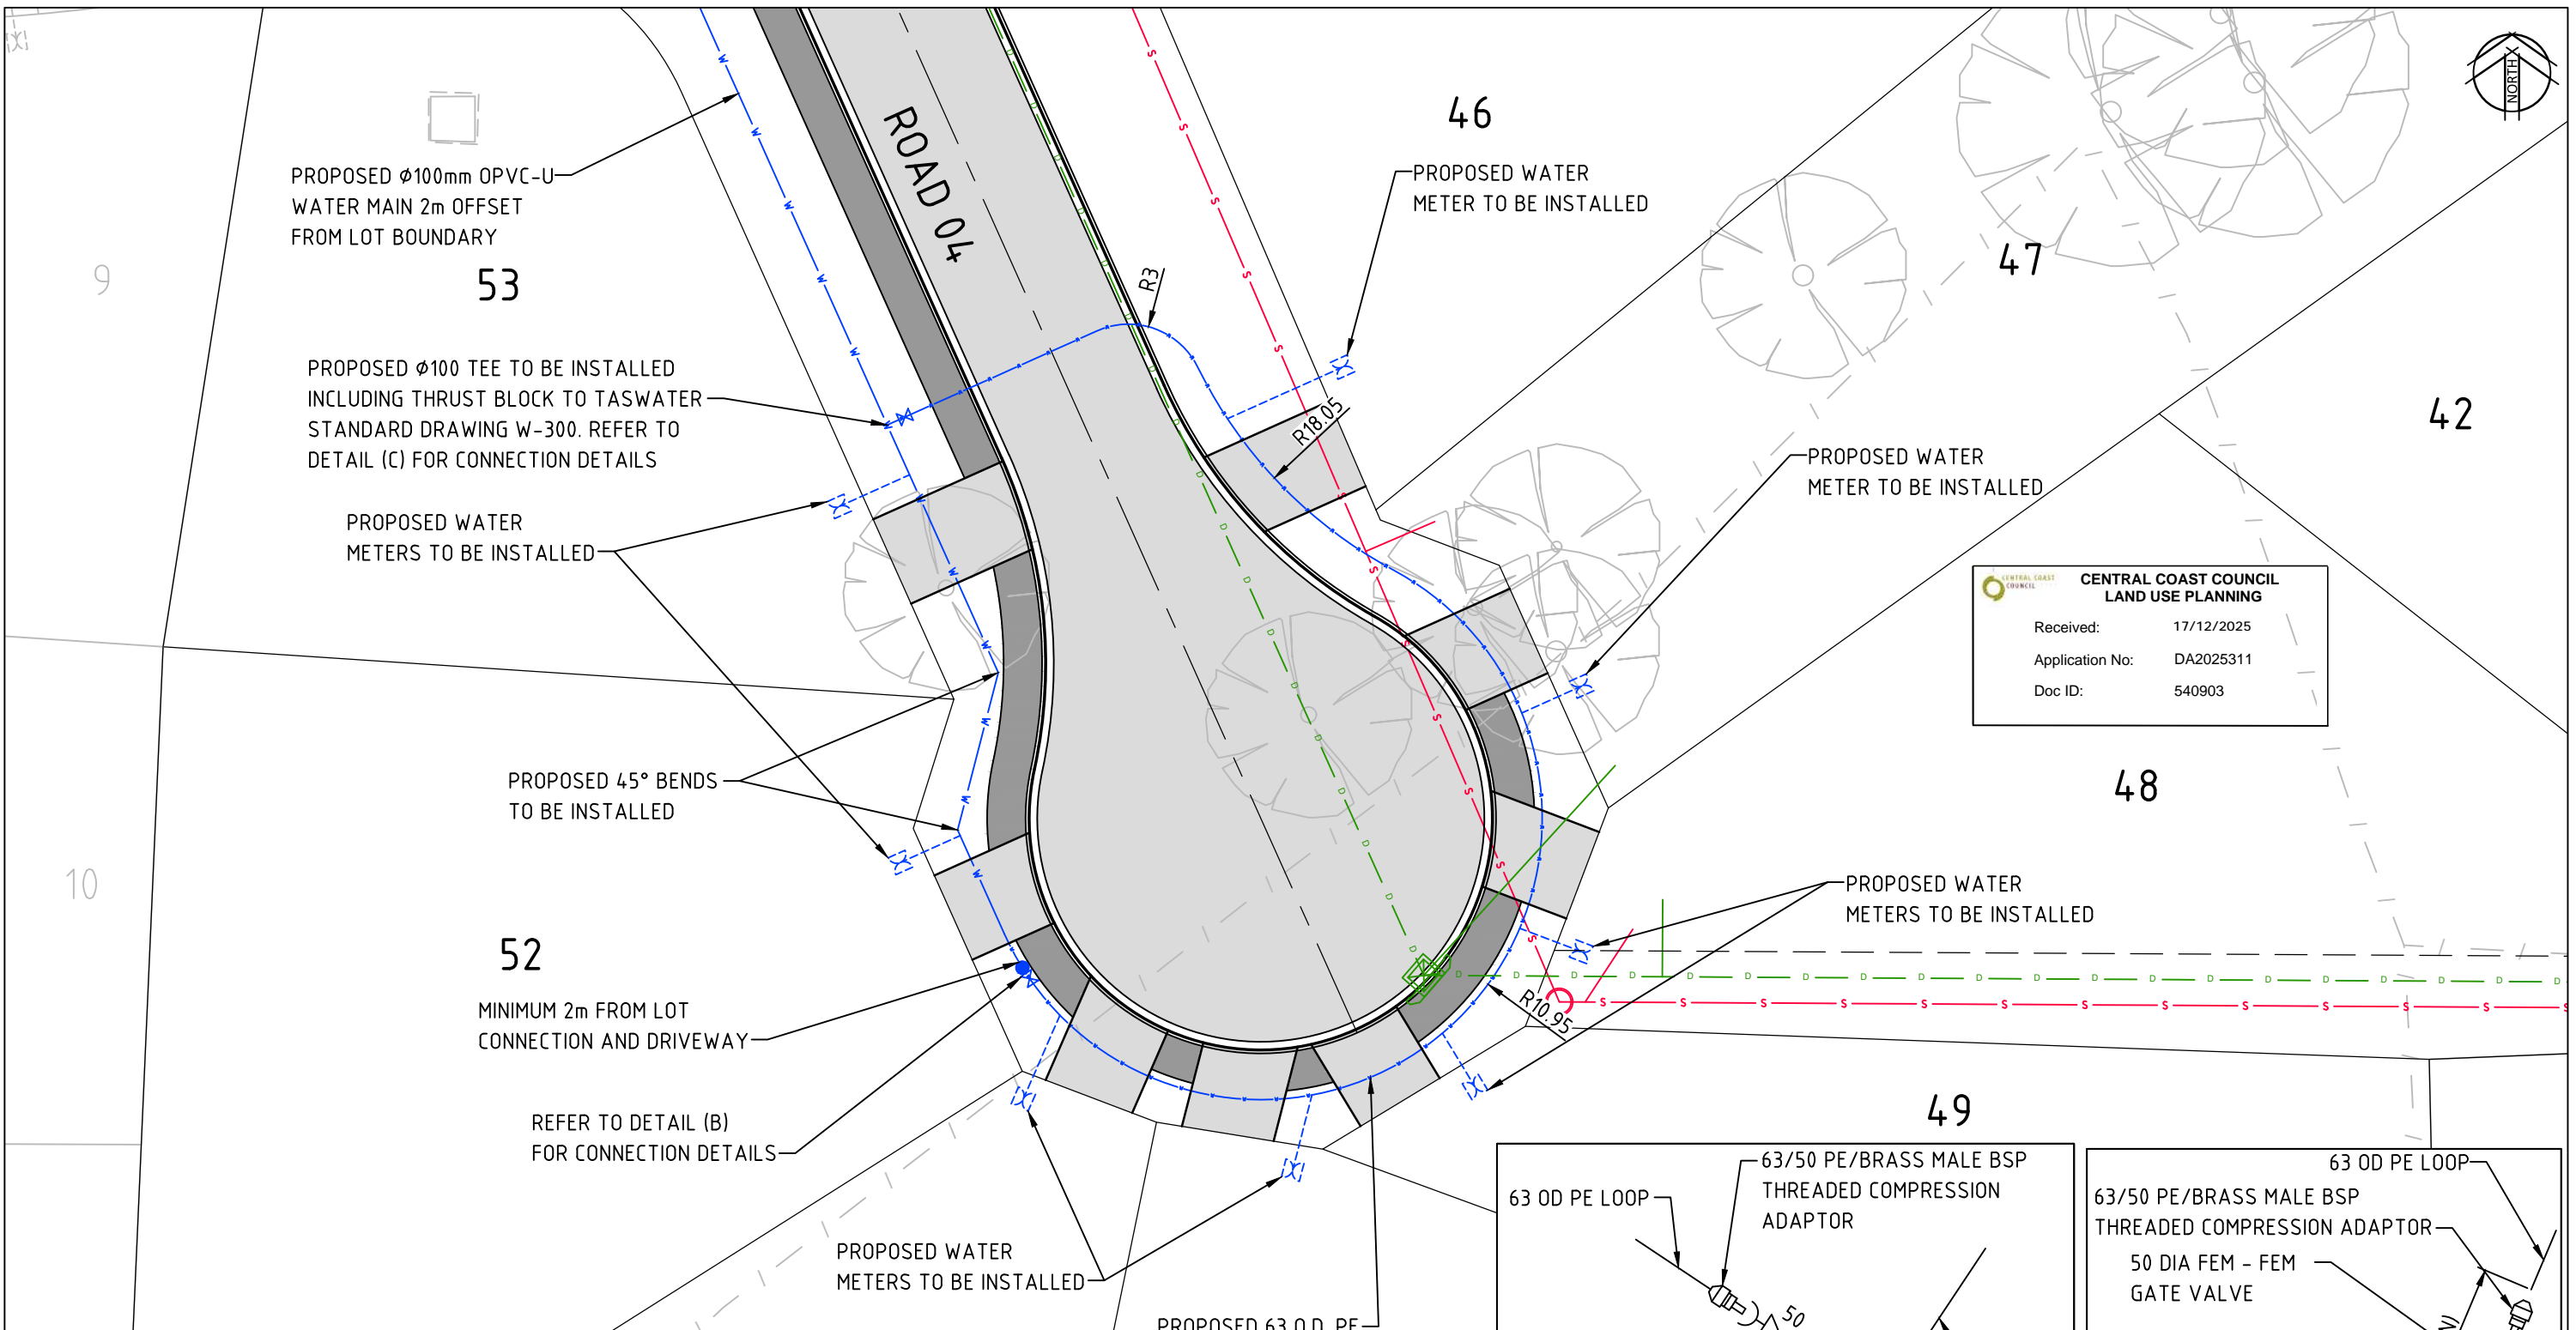 NORTH
ROAD 04
46
PROPOSED WATER
METER TO BE INSTALLED
PROPOSED Ø100mm OPVC-U
WATER MAIN 2m OFFSET
FROM LOT BOUNDARY
53
9
47
R3
PROPOSED Ø100 TEE TO BE INSTALLED
INCLUDING THRUST BLOCK TO TASWATER
STANDARD DRAWING W-300. REFER TO
DETAIL (C) FOR CONNECTION DETAILS
R18.05
42
PROPOSED WATER
METER TO BE INSTALLED
PROPOSED WATER
METERS TO BE INSTALLED
CENTRAL COAST
COUNCIL
CENTRAL COAST COUNCIL
LAND USE PLANNING
Received: 17/12/2025
Application No: DA2025311
Doc ID: 540903
PROPOSED 45° BENDS
TO BE INSTALLED
48
10
PROPOSED WATER
METERS TO BE INSTALLED
52
MINIMUM 2m FROM LOT
CONNECTION AND DRIVEWAY
R10.95
REFER TO DETAIL (B)
FOR CONNECTION DETAILS
49
PROPOSED WATER
METERS TO BE INSTALLED
PROPOSED 63 O.D. PE
63 OD PE LOOP
63/50 PE/BRASS MALE BSP
THREADED COMPRESSION
ADAPTOR
50
63 OD PE LOOP
63/50 PE/BRASS MALE BSP
THREADED COMPRESSION ADAPTOR
50 DIA FEM - FEM
GATE VALVE